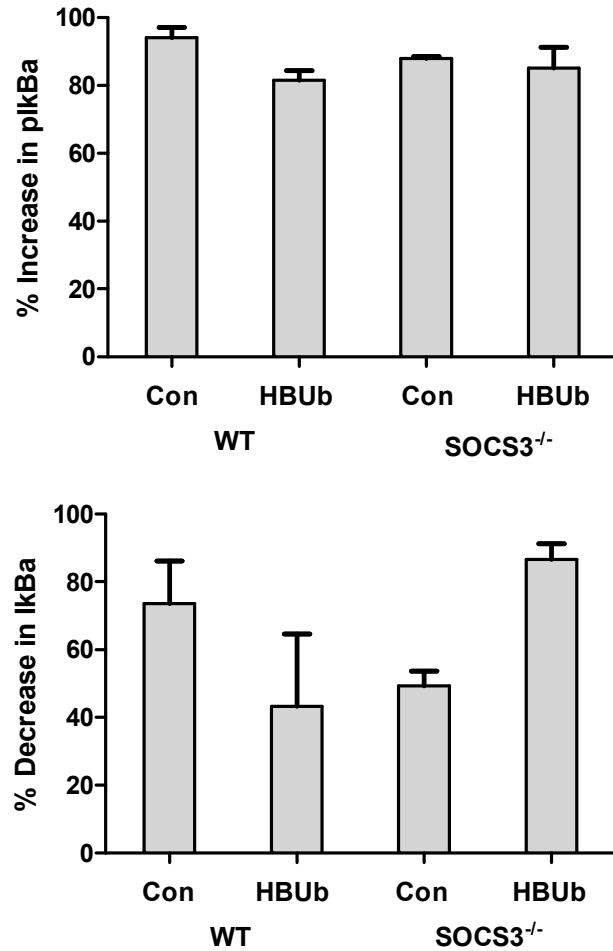 % Increase in pIkBa
100
80
60
40
20
0
Con HBUb Con HBUb
WT SOCS3-/-
% Decrease in IkBa
100
80
60
40
20
0
Con HBUb Con HBUb
WT SOCS3-/-